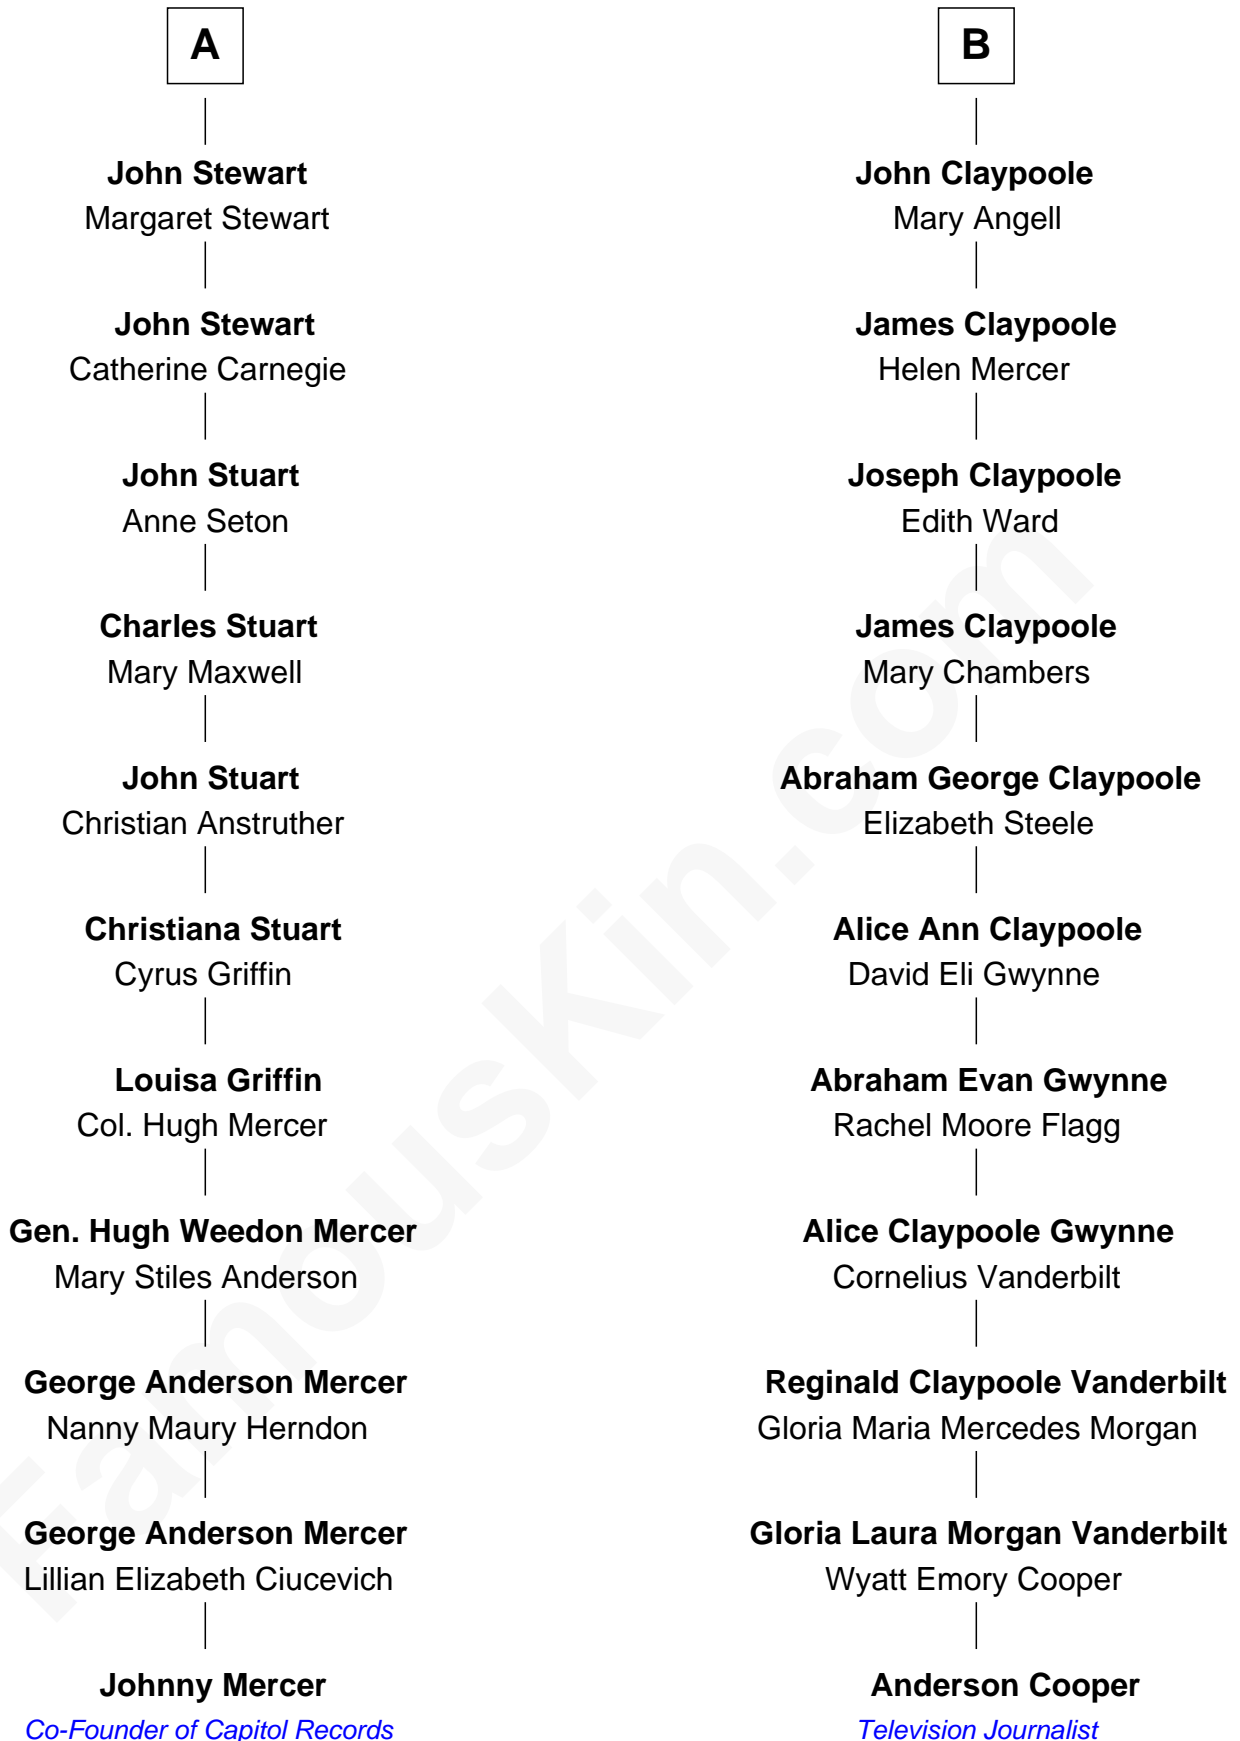 A
John Stewart
Margaret Stewart
John Stewart
Catherine Carnegie
John Stuart
Anne Seton
Charles Stuart
Mary Maxwell
John Stuart
Christian Anstruther
Christiana Stuart
Cyrus Griffin
Louisa Griffin
Col. Hugh Mercer
Gen. Hugh Weedon Mercer
Mary Stiles Anderson
George Anderson Mercer
Nanny Maury Herndon
George Anderson Mercer
Lillian Elizabeth Ciucevich
Johnny Mercer
Co-Founder of Capitol Records
B
John Claypoole
Mary Angell
James Claypoole
Helen Mercer
Joseph Claypoole
Edith Ward
James Claypoole
Mary Chambers
Abraham George Claypoole
Elizabeth Steele
Alice Ann Claypoole
David Eli Gwynne
Abraham Evan Gwynne
Rachel Moore Flagg
Alice Claypoole Gwynne
Cornelius Vanderbilt
Reginald Claypoole Vanderbilt
Gloria Maria Mercedes Morgan
Gloria Laura Morgan Vanderbilt
Wyatt Emory Cooper
Anderson Cooper
Television Journalist
FamousKin.com